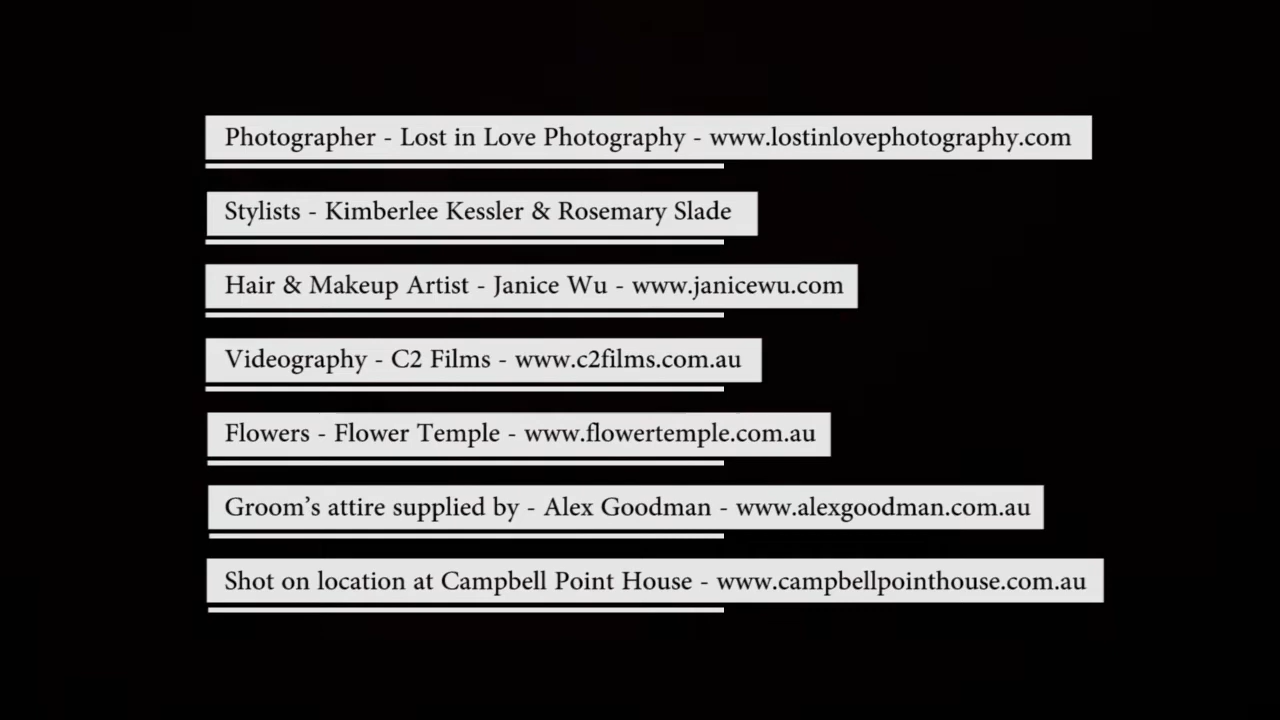 Photographer - Lost in Love Photography - www.lostinlovephotography.com
Stylists - Kimberlee Kessler & Rosemary Slade
Hair & Makeup Artist - Janice Wu - www.janicewu.com
Videography - C2 Films - www.c2films.com.au
Flowers - Flower Temple - www.flowertemple.com.au
Groom’s attire supplied by - Alex Goodman - www.alexgoodman.com.au
Shot on location at Campbell Point House - www.campbellpointhouse.com.au